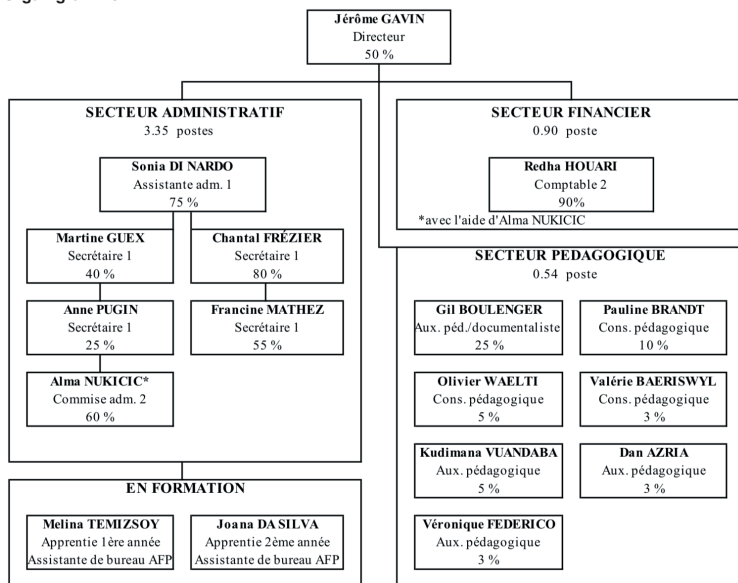 Jérôme GAVIN
Directeur
50 %
SECTEUR ADMINISTRATIF
3.35 postes
Sonia DI NARDO
Assistante adm. 1
75 %
Martine GUEX
Secrétaire 1
40 %
Chantal FRÉZIER
Secrétaire 1
80 %
Anne PUGIN
Secrétaire 1
25 %
Francine MATHEZ
Secrétaire 1
55 %
Alma NUKICIC*
Commise adm. 2
60 %
EN FORMATION
Melina TEMIZSOY
Apprentie 1ère année
Assistante de bureau AFP
Joana DA SILVA
Apprentie 2ème année
Assistante de bureau AFP
SECTEUR FINANCIER
0.90 poste
Redha HOUARI
Comptable 2
90%
*avec l'aide d'Alma NUKICIC
SECTEUR PEDAGOGIQUE
0.54 poste
Gil BOULENGER
Aux. péd./documentaliste
25 %
Pauline BRANDT
Cons. pédagogique
10 %
Olivier WAELTI
Cons. pédagogique
5 %
Valérie BAERISWYL
Cons. pédagogique
3 %
Kudimana VUANDABA
Aux. pédagogique
5 %
Dan AZRIA
Aux. pédagogique
3 %
Véronique FEDERICO
Aux. pédagogique
3 %